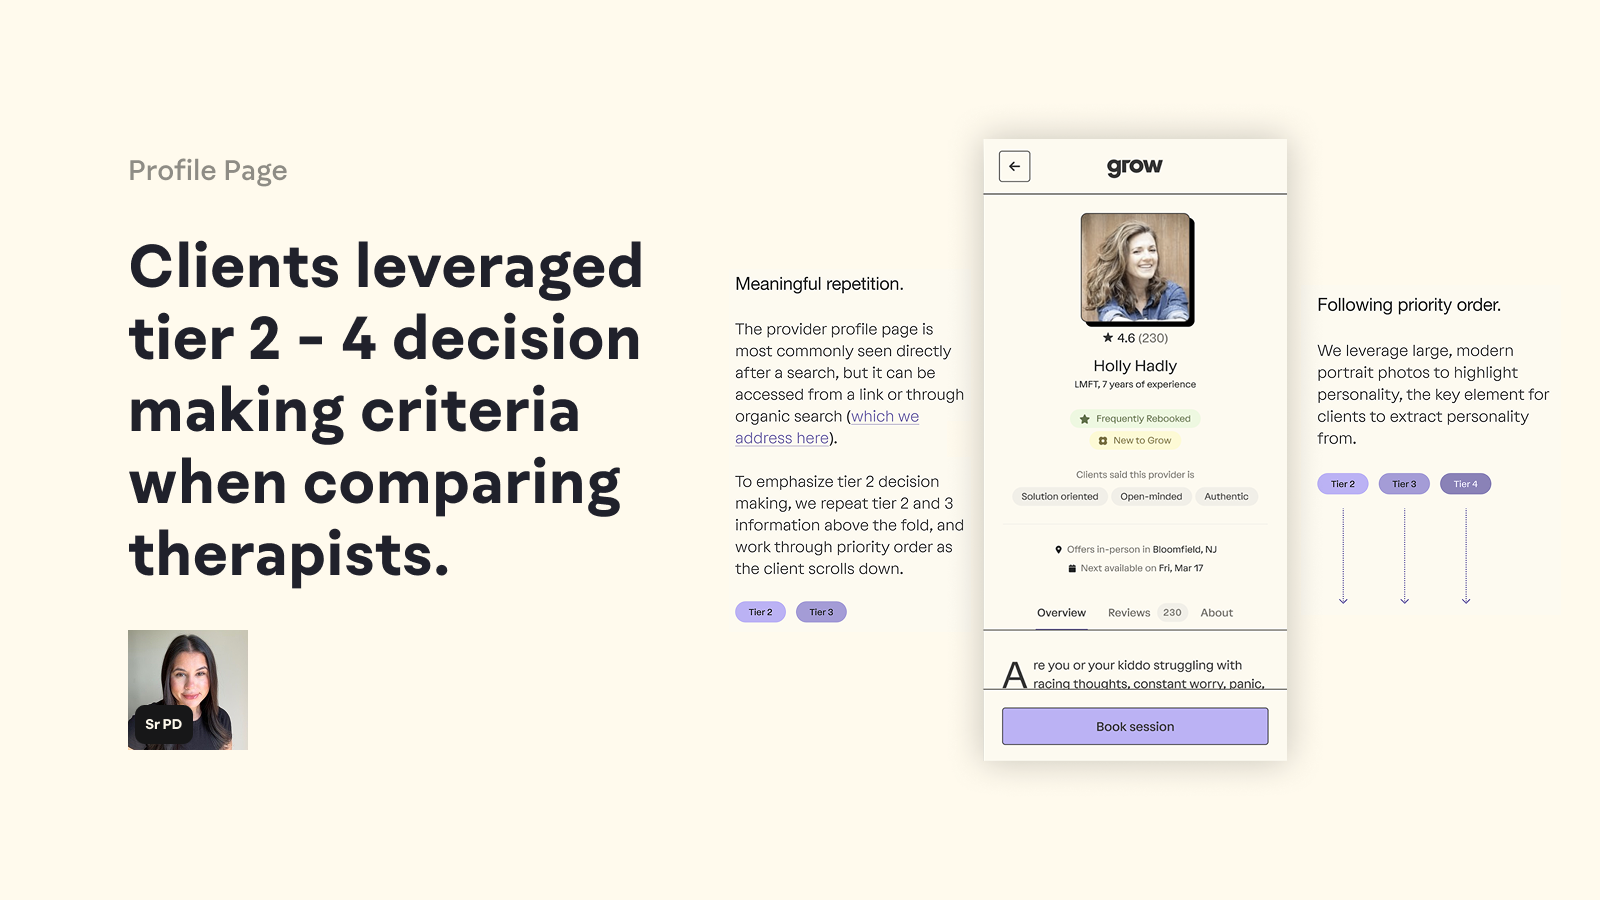 Profile Page
Clients leveraged
tier 2 - 4 decision
making criteria
when comparing
therapists.
Sr PD
Meaningful repetition.
The provider profile page is
most commonly seen directly
after a search, but it can be
accessed from a link or through
organic search (which we
address here).
To emphasize tier 2 decision
making, we repeat tier 2 and 3
information above the fold, and
work through priority order as
the client scrolls down.
Tier 2 Tier 3
grow
4.6 (230)
Holly Hadly
LMFT, 7 years of experience
Frequently Rebooked
New to Grow
Clients said this provider is
Solution oriented Open-minded Authentic
Offers in-person in Bloomfield, NJ
Next available on Fri, Mar 17
Overview Reviews 230 About
Are you or your kiddo struggling with
racing thoughts, constant worry, panic,
Book session
Following priority order.
We leverage large, modern
portrait photos to highlight
personality, the key element for
clients to extract personality
from.
Tier 2 Tier 3 Tier 4